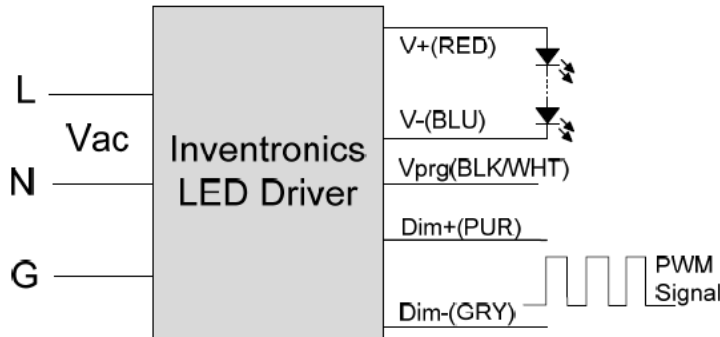 L
Vac
N
G
Inventronics
LED Driver
V+(RED)
V-(BLU)
Vprg(BLK/WHT)
Dim+(PUR)
Dim-(GRY)
PWM
Signal